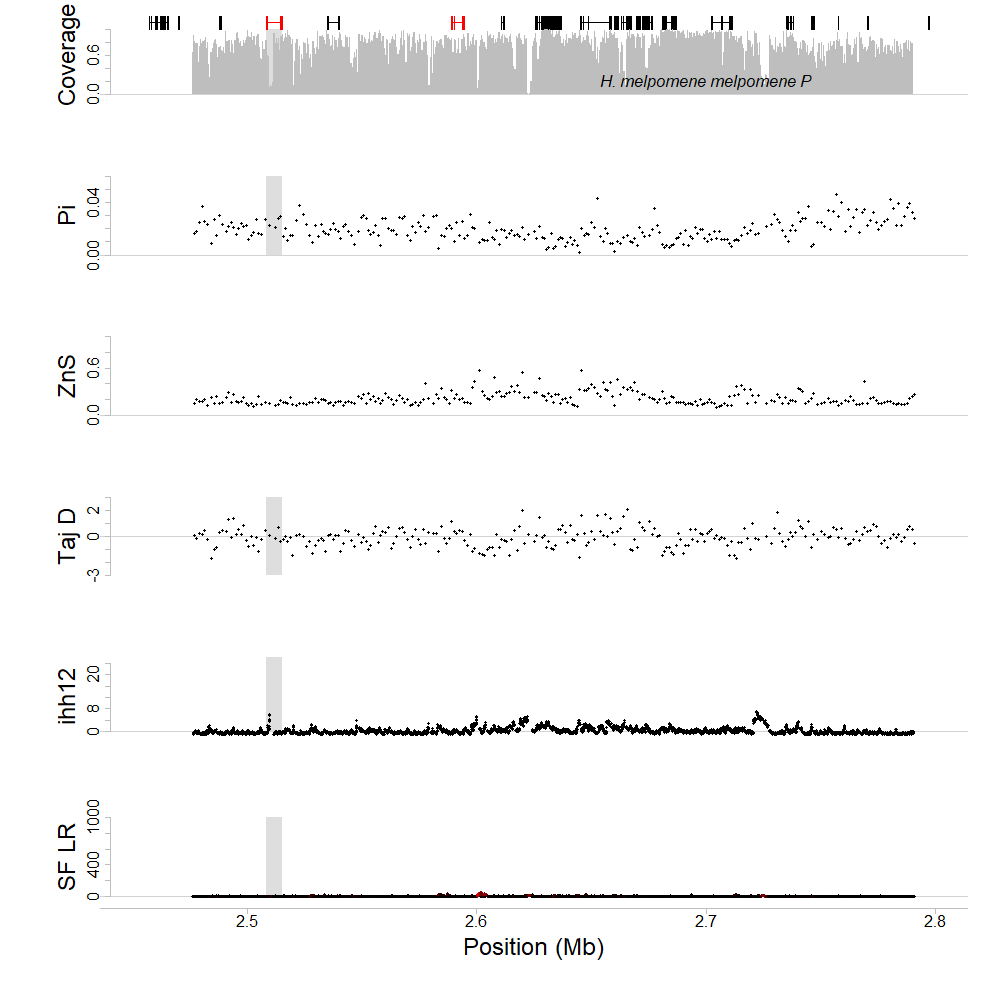 Coverage
0.6
0.0
H. melpomene melpomene P
Pi
0.04
0.00
ZnS
0.6
0.0
Taj D
2
0
-3
ihh12
20
8
0
SF LR
1000
400
0
2.5 2.6 2.7 2.8
Position (Mb)